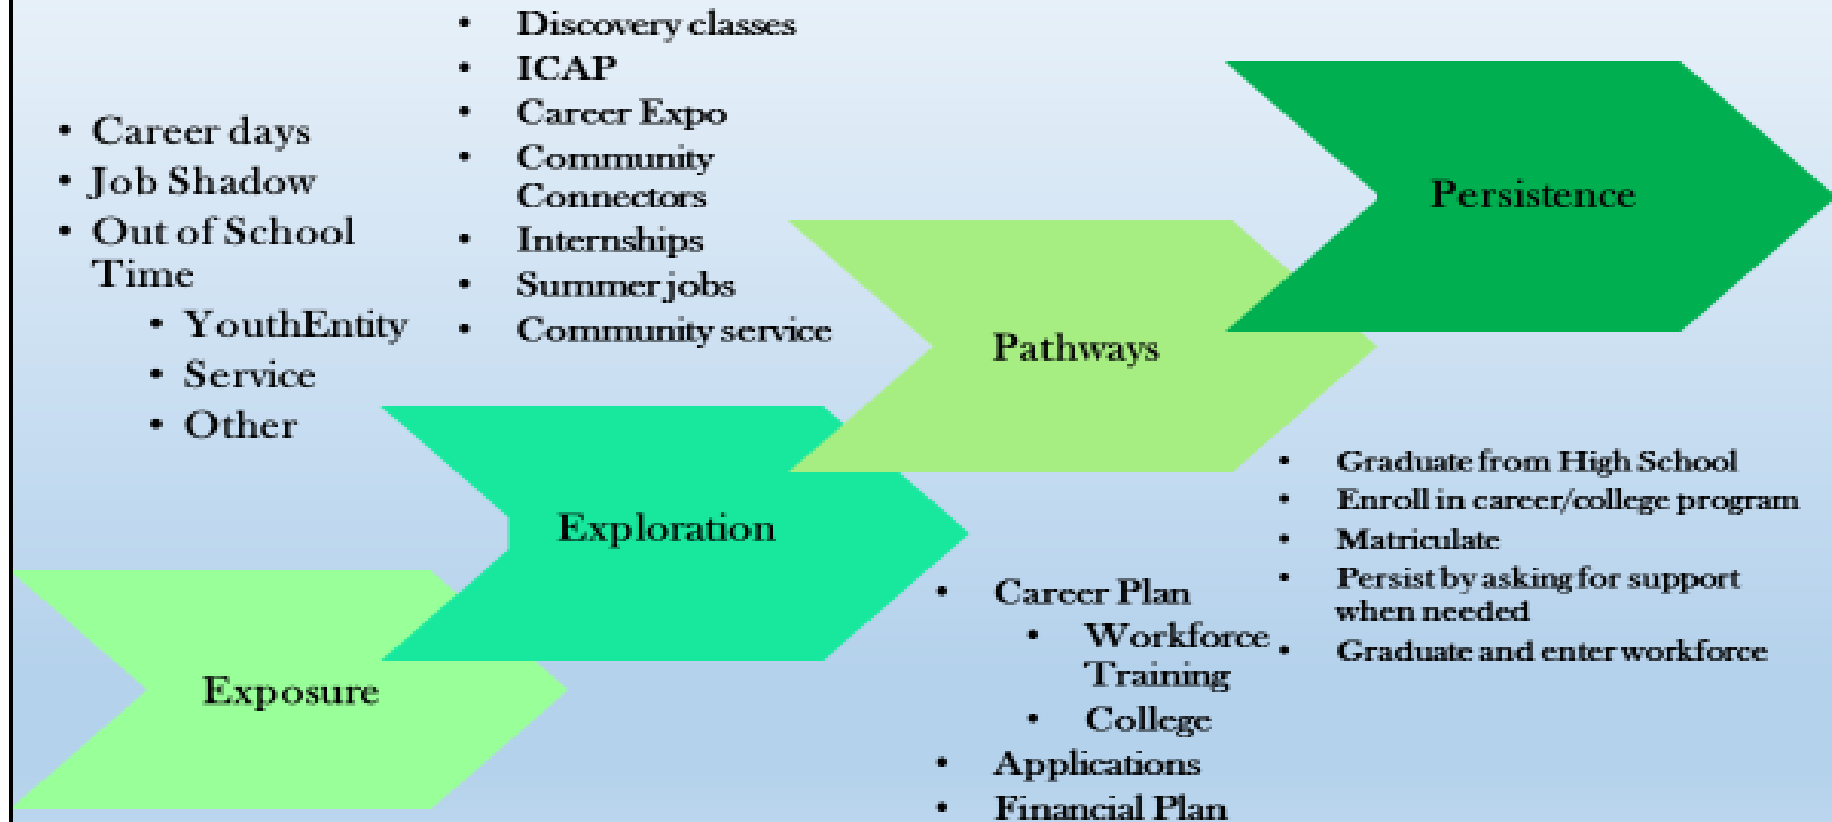 • Career days
• Job Shadow
• Out of School
Time
• YouthEntity
• Service
• Other
Exposure
• Discovery classes
• ICAP
• Career Expo
• Community
Connectors
• Internships
• Summer jobs
• Community service
Exploration
Pathways
• Career Plan
• Workforce
Training
• College
• Applications
• Financial Plan
Persistence
• Graduate from High School
• Enroll in career/college program
• Matriculate
• Persist by asking for support
when needed
• Graduate and enter workforce